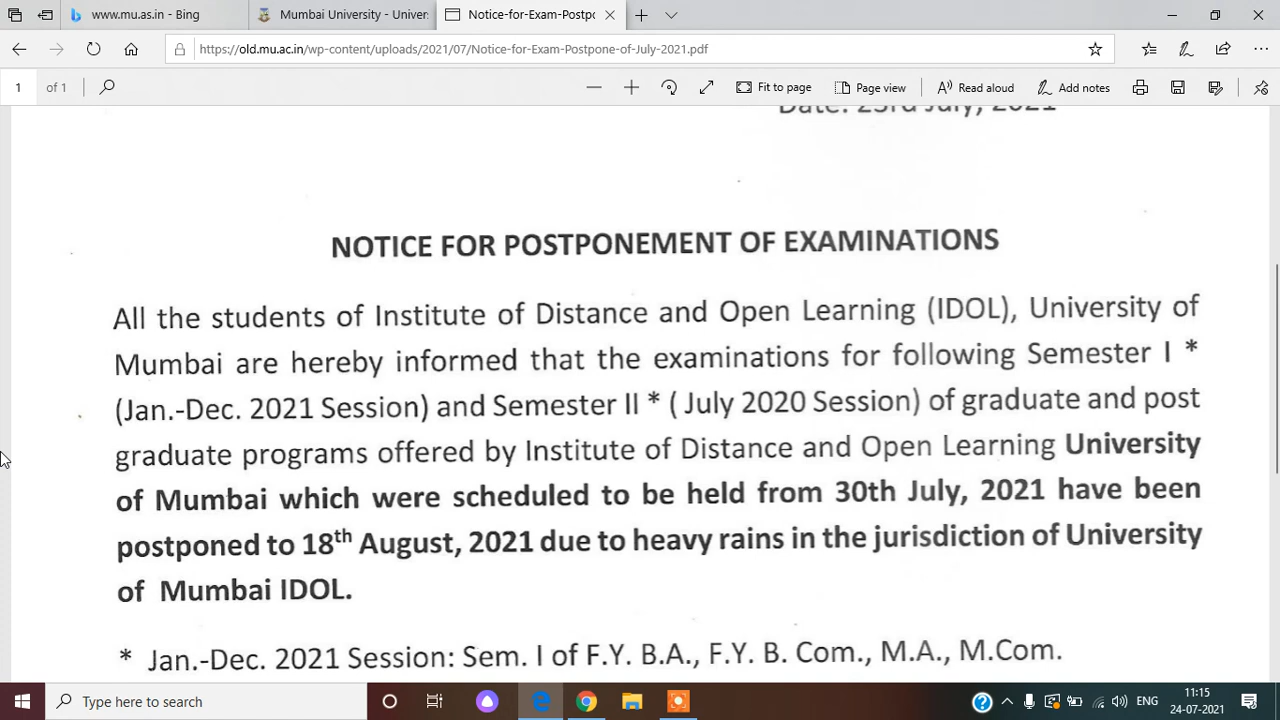 www.mu.as.in - Bing
Mumbai University - Univer
Notice-for-Exam-Postp
https://old.mu.ac.in/wp-content/uploads/2021/07/Notice-for-Exam-Postpone-of-July-2021.pdf
1 of 1 Fit to page Page view Read aloud Add notes
Date: 23rd July, 2021
NOTICE FOR POSTPONEMENT OF EXAMINATIONS
All the students of Institute of Distance and Open Learning (IDOL), University of
Mumbai are hereby informed that the examinations for following Semester I *
(Jan.-Dec. 2021 Session) and Semester II * ( July 2020 Session) of graduate and post
graduate programs offered by Institute of Distance and Open Learning University
of Mumbai which were scheduled to be held from 30th July, 2021 have been
postponed to 18th August, 2021 due to heavy rains in the jurisdiction of University
of Mumbai IDOL.
* Jan.-Dec. 2021 Session: Sem. I of F.Y. B.A., F.Y. B. Com., M.A., M.Com.
Type here to search
ENG
11:15
24-07-2021